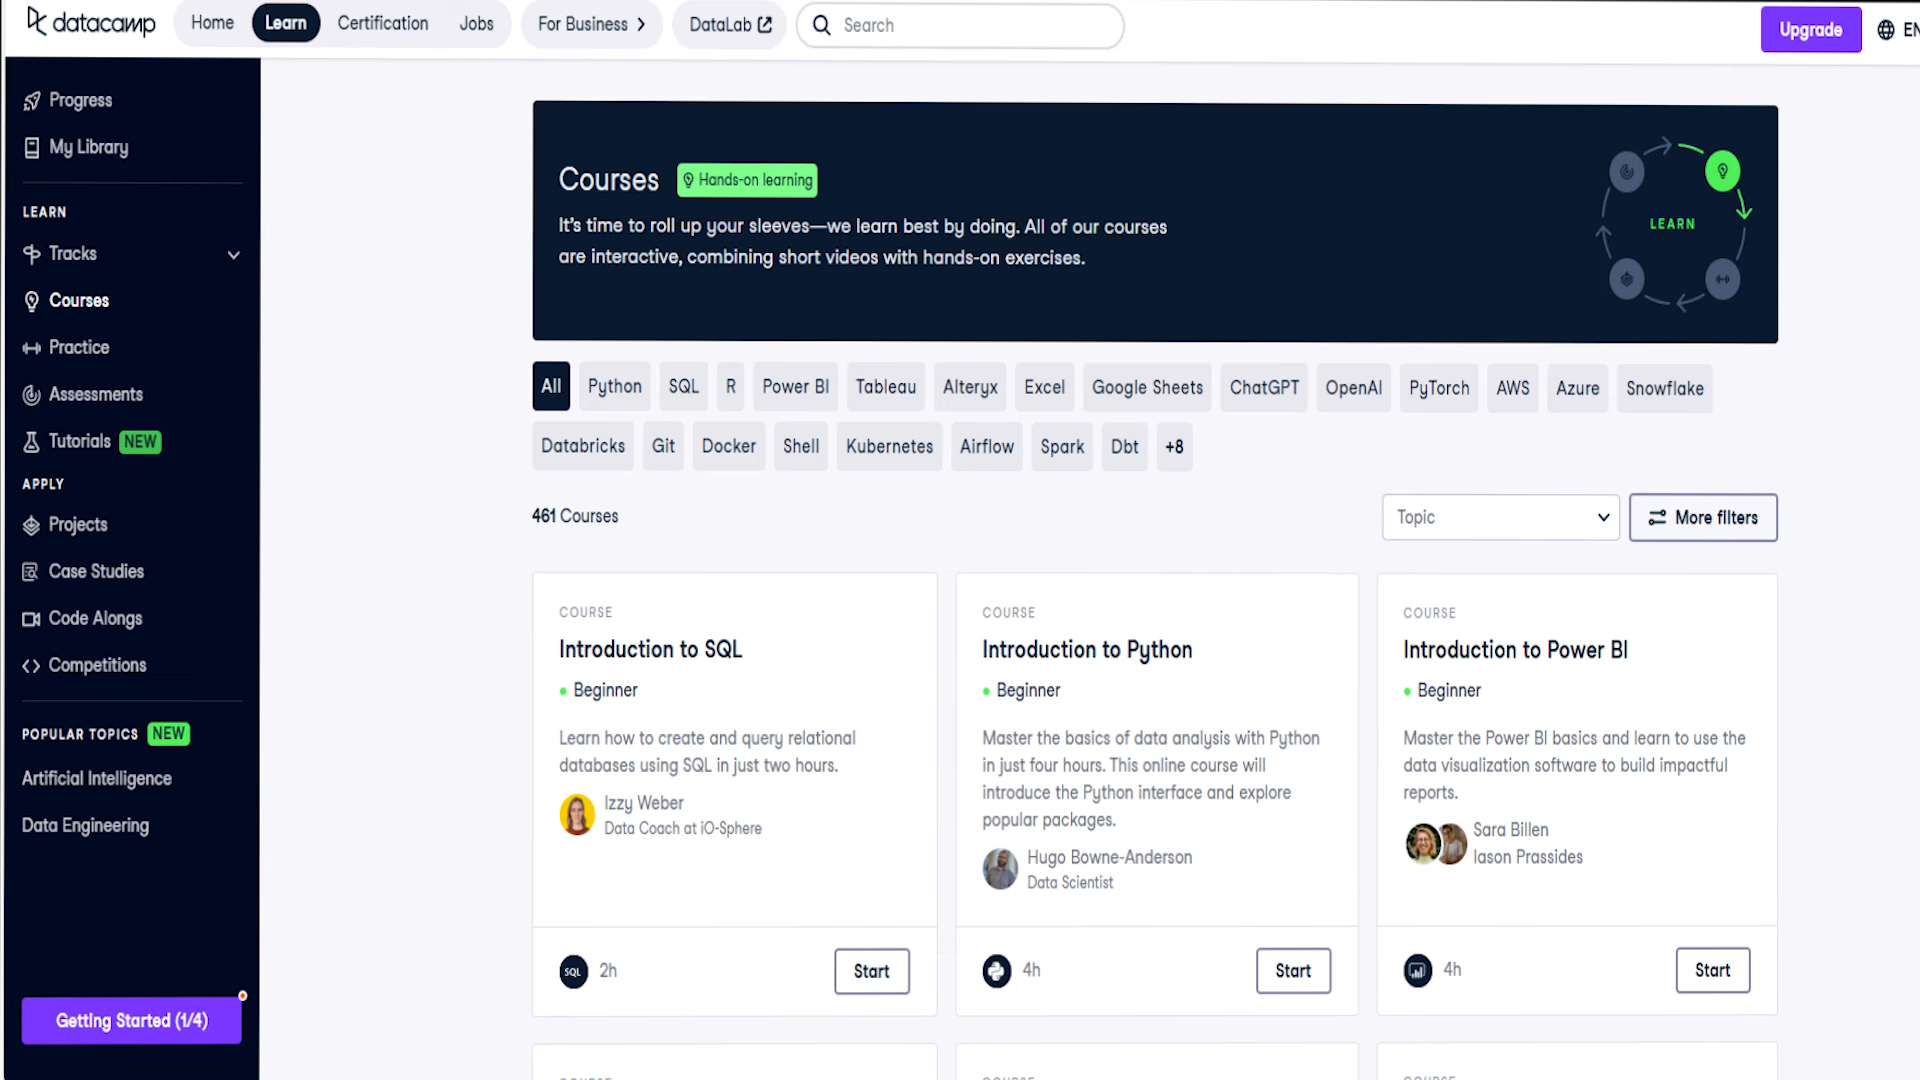 datacamp
Home Learn Certification Jobs For Business DataLab Search Upgrade EN
Progress
My Library
LEARN
Tracks
Courses
Practice
Assessments
Tutorials NEW
APPLY
Projects
Case Studies
Code Alongs
Competitions
POPULAR TOPICS NEW
Artificial Intelligence
Data Engineering
Getting Started (1/4)
Courses Hands-on learning
It's time to roll up your sleeves—we learn best by doing. All of our courses
are interactive, combining short videos with hands-on exercises.
LEARN
All Python SQL R Power BI Tableau Alteryx Excel Google Sheets ChatGPT OpenAI PyTorch AWS Azure Snowflake
Databricks Git Docker Shell Kubernetes Airflow Spark Dbt +8
461 Courses
Topic More filters
COURSE
Introduction to SQL
Beginner
Learn how to create and query relational
databases using SQL in just two hours.
Izzy Weber
Data Coach at iO-Sphere
SQL 2h Start
COURSE
Introduction to Python
Beginner
Master the basics of data analysis with Python
in just four hours. This online course will
introduce the Python interface and explore
popular packages.
Hugo Bowne-Anderson
Data Scientist
4h Start
COURSE
Introduction to Power BI
Beginner
Master the Power BI basics and learn to use the
data visualization software to build impactful
reports.
Sara Billen
Iason Prassides
4h Start
COURSE COURSE COURSE